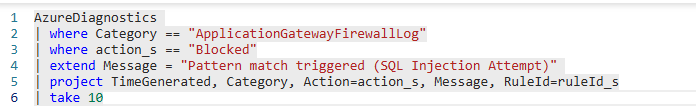 1 AzureDiagnostics
2 | where Category == "ApplicationGatewayFirewallLog"
3 | where action_s == "Blocked"
4 | extend Message = "Pattern match triggered (SQL Injection Attempt)"
5 | project TimeGenerated, Category, Action=action_s, Message, RuleId=ruleId_s
6 | take 10